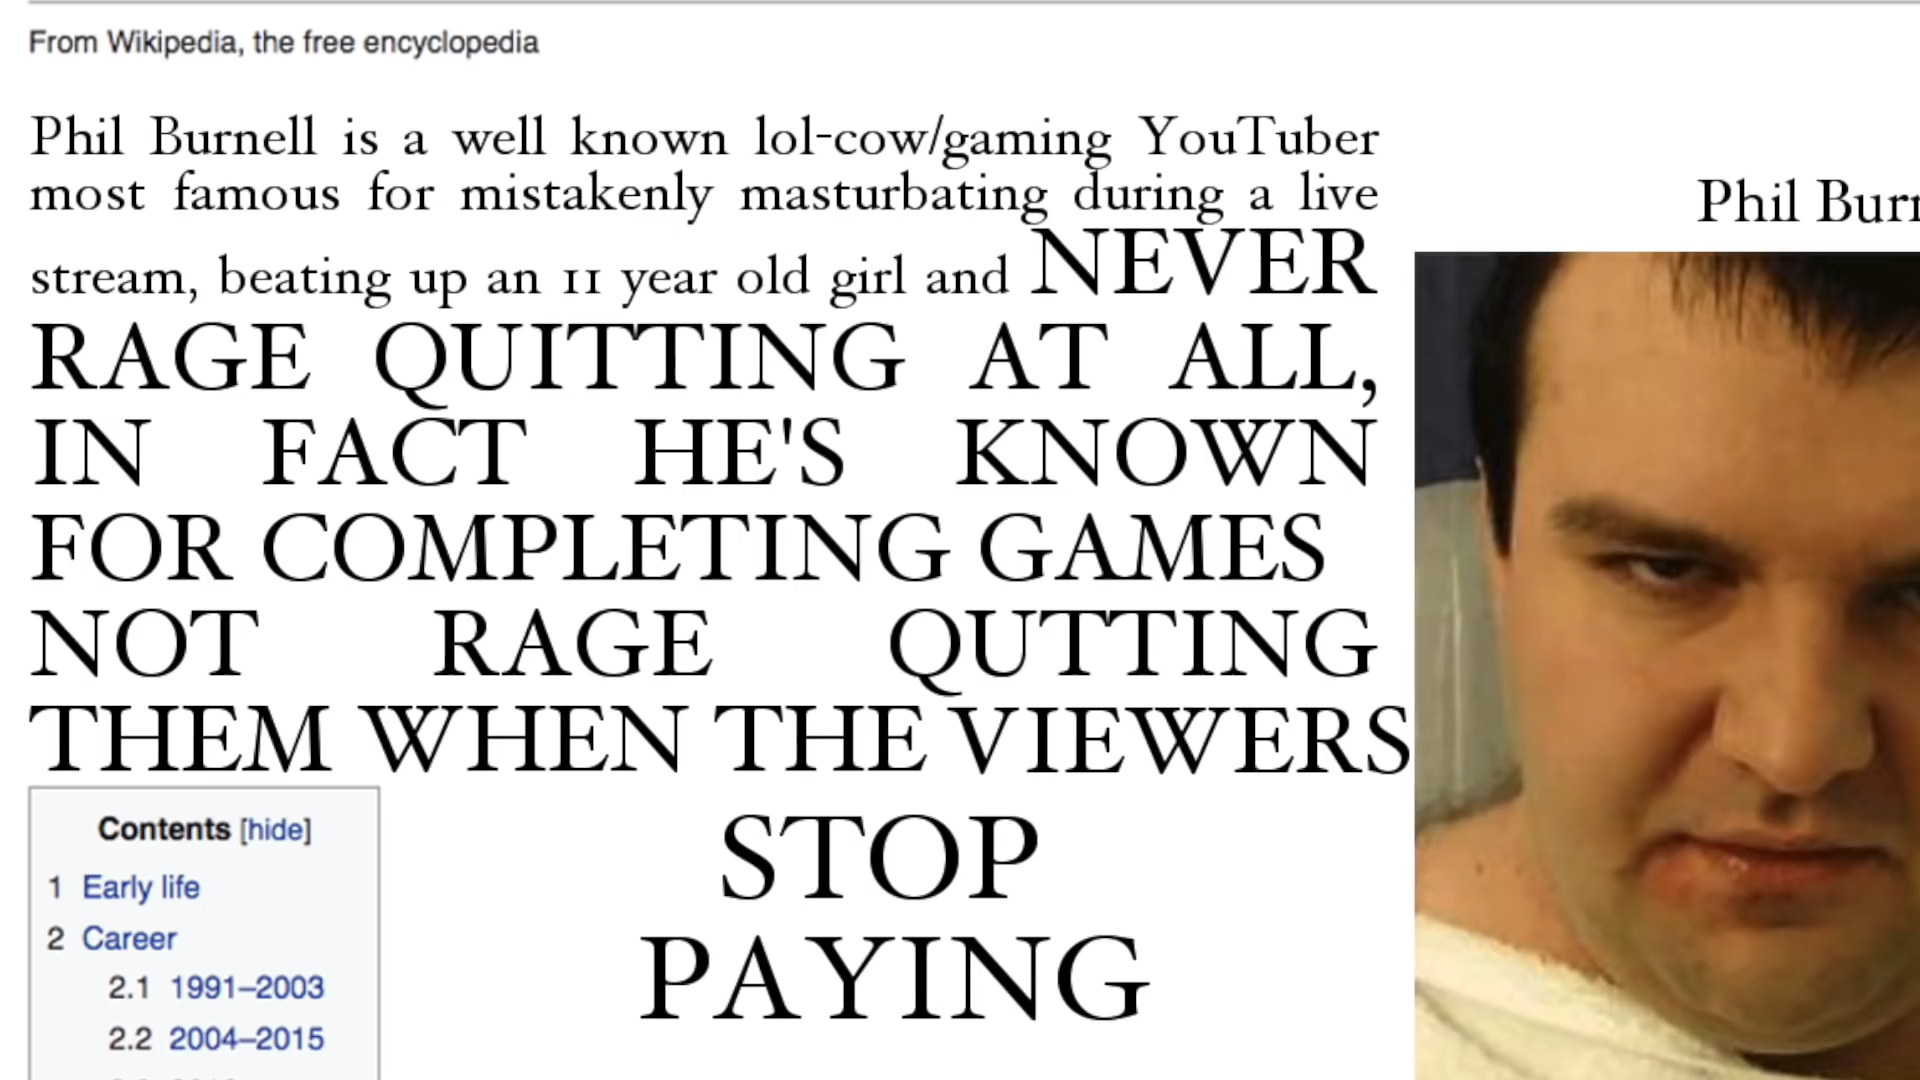 From Wikipedia, the free encyclopedia
Phil Burnell is a well known lol-cow/gaming YouTuber
most famous for mistakenly masturbating during a live
stream, beating up an 11 year old girl and NEVER
RAGE QUITTING AT ALL,
IN FACT HE'S KNOWN
FOR COMPLETING GAMES
NOT RAGE QUTTING
THEM WHEN THE VIEWERS
STOP
PAYING
Phil Burn
Contents [hide]
1 Early life
2 Career
2.1 1991–2003
2.2 2004–2015